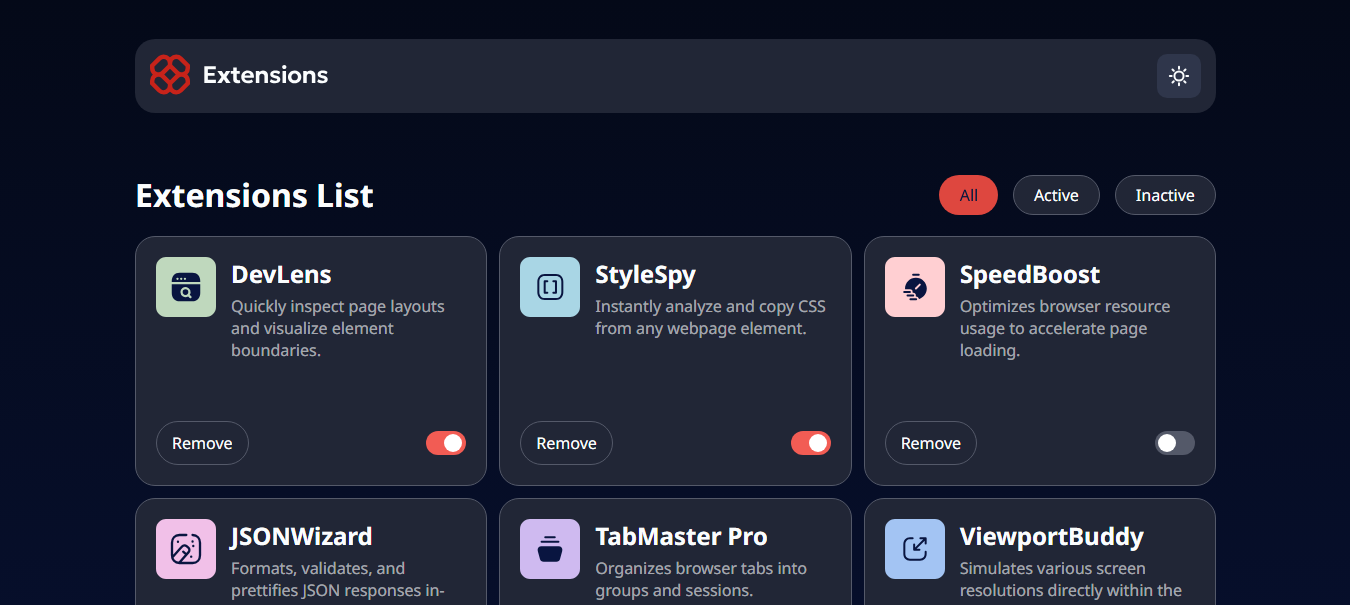 Extensions
Extensions List
All
Active
Inactive
DevLens
Quickly inspect page layouts
and visualize element
boundaries.
Remove
StyleSpy
Instantly analyze and copy CSS
from any webpage element.
Remove
SpeedBoost
Optimizes browser resource
usage to accelerate page
loading.
Remove
JSONWizard
Formats, validates, and
prettifies JSON responses in-
TabMaster Pro
Organizes browser tabs into
groups and sessions.
ViewportBuddy
Simulates various screen
resolutions directly within the